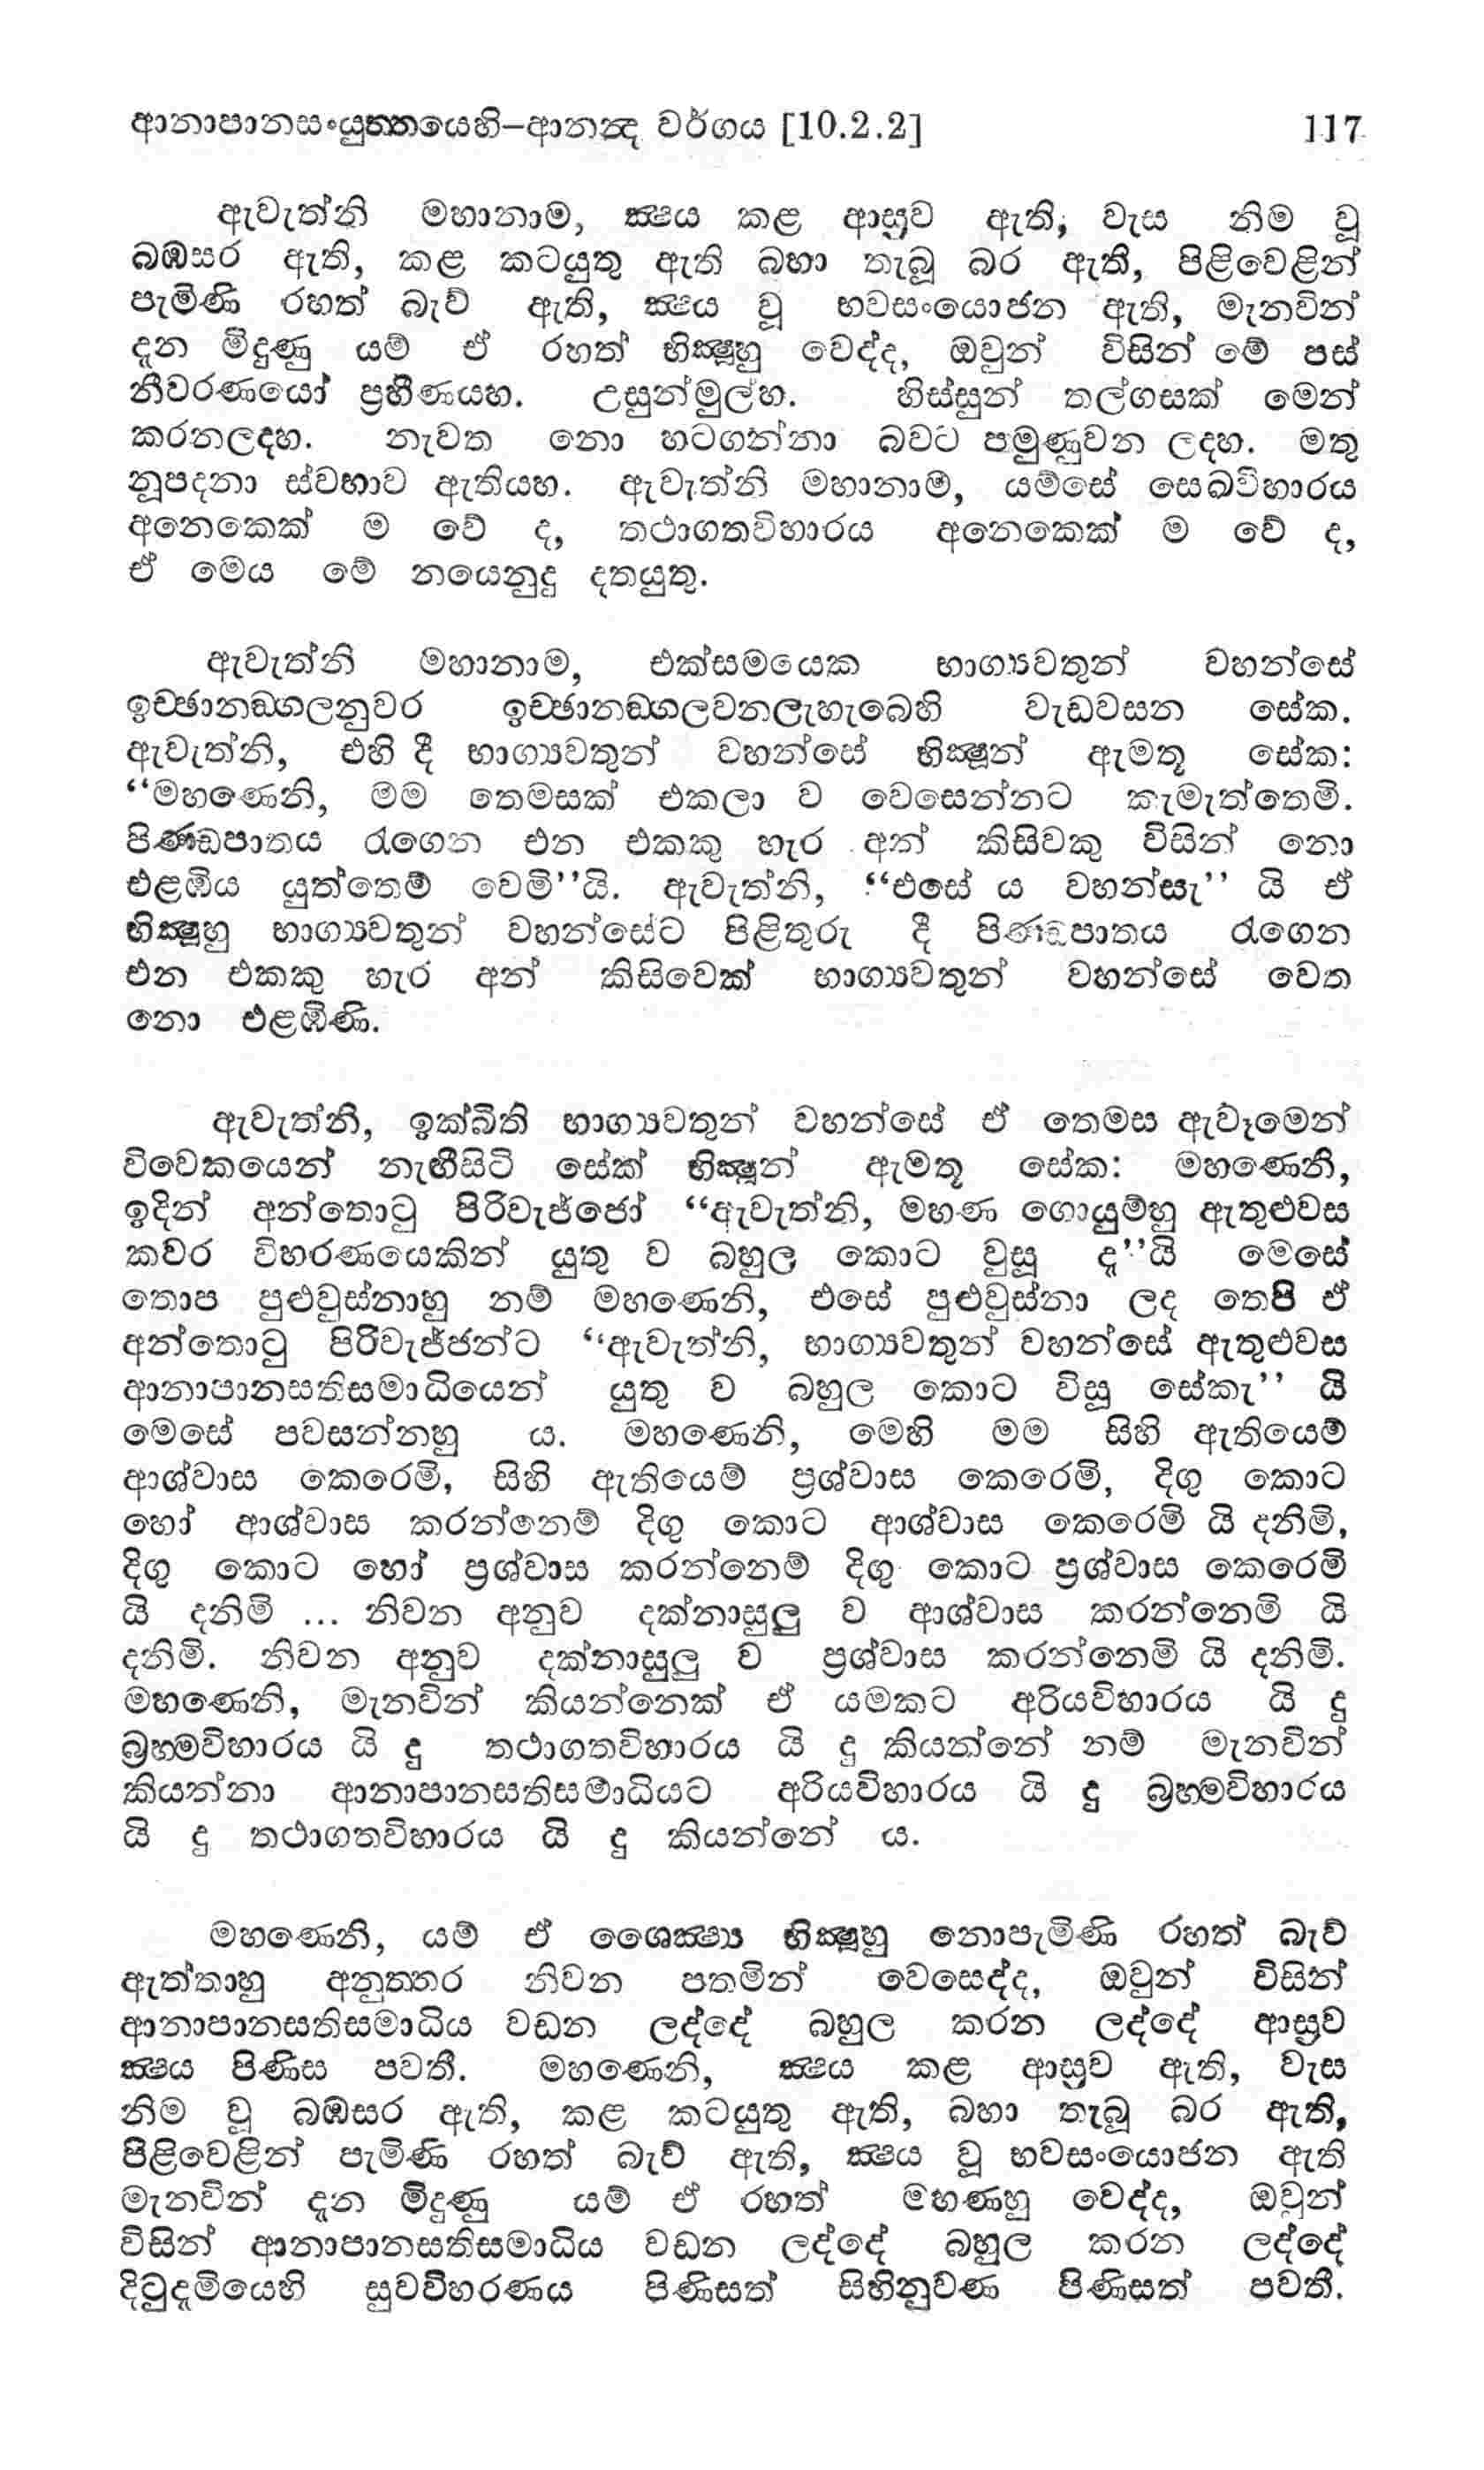 ආනාපානසංයුත්තයෙහි–ආනන්‍ද වර්ගය [10.2.2] 117
ඇවැත්නි මහානාම, ක්‍ෂය කළ ආස්‍රව ඇති, වැස නිම වූ
බඹසර ඇති, කළ කටයුතු ඇති බහා තැබූ බර ඇති, පිළිවෙළින්
පැමිණි රහත් බැව් ඇති, ක්‍ෂය වූ භවසංයොජන ඇති, මැනවින්
දැන මිදුණු යම් ඒ රහත් භික්‍ෂූහු වෙද්ද, ඔවුන් විසින් මේ පස්
නීවරණයෝ ප්‍රහීණයහ. උසුන්මුල්හ. හිස්සුන් තල්ගසක් මෙන්
කරනලදහ. නැවත නො හටගන්නා බවට පමුණුවන ලදහ. මතු
නූපදනා ස්වභාව ඇතියහ. ඇවැත්නි මහානාම, යම්සේ සෙඛවිහාරය
අනෙකෙක් ම වේ ද, තථාගතවිහාරය අනෙකෙක් ම වේ ද,
ඒ මෙය මේ නයෙනුදු දතයුතු.
ඇවැත්නි මහානාම, එක්සමයෙක භාග්‍යවතුන් වහන්සේ
ඉච්ඡානඞ්ගලනුවර ඉච්ඡානඞ්ගලවනලැහැබෙහි වැඩවසන සේක.
ඇවැත්නි, එහි දී භාග්‍යවතුන් වහන්සේ භික්‍ෂූන් ඇමතූ සේක:
“මහණෙනි, මම තෙමසක් එකලා ව වෙසෙන්නට කැමැත්තෙමි.
පිණ්ඩපාතය රැගෙන එන එකකු හැර අන් කිසිවකු විසින් නො
එළඹිය යුත්තෙම් වෙමි”යි. ඇවැත්නි, “එසේ ය වහන්සැ” යි ඒ
භික්‍ෂූහු භාග්‍යවතුන් වහන්සේට පිළිතුරු දී පිණ්ඩපාතය රැගෙන
එන එකකු හැර අන් කිසිවෙක් භාග්‍යවතුන් වහන්සේ වෙත
නො එළඹිණි.
ඇවැත්නි, ඉක්බිති භාග්‍යවතුන් වහන්සේ ඒ තෙමස ඇවෑමෙන්
විවෙකයෙන් නැඟීසිටි සේක් භික්‍ෂූන් ඇමතූ සේක: මහණෙනි,
ඉදින් අන්තොටු පිරිවැජ්ජෝ “ඇවැත්නි, මහණ ගොයුම්හු ඇතුළුවස
කවර විහරණයෙකින් යුතු ව බහුල කොට වුසූ දැ”යි මෙසේ
තොප පුළුවුස්නාහු නම් මහණෙනි, එසේ පුළුවුස්නා ලද තෙපි ඒ
අන්තොටු පිරිවැජ්ජන්ට “ඇවැත්නි, භාග්‍යවතුන් වහන්සේ ඇතුළුවස
ආනාපානසතිසමාධියෙන් යුතු ව බහුල කොට විසූ සේකැ” යි
මෙසේ පවසන්නහු ය. මහණෙනි, මෙහි මම සිහි ඇතියෙම්
ආශ්වාස කෙරෙමි, සිහි ඇතියෙම් ප්‍රශ්වාස කෙරෙමි, දිගු කොට
හෝ ආශ්වාස කරන්නෙම් දිගු කොට ආශ්වාස කෙරෙමි යි දනිමි,
දිගු කොට හෝ ප්‍රශ්වාස කරන්නෙම් දිගු කොට ප්‍රශ්වාස කෙරෙමි
යි දනිමි ... නිවන අනුව දක්නාසුලු ව ආශ්වාස කරන්නෙමි යි
දනිමි. නිවන අනුව දක්නාසුලු ව ප්‍රශ්වාස කරන්නෙමි යි දනිමි.
මහණෙනි, මැනවින් කියන්නෙක් ඒ යමකට අරියවිහාරය යි දු
බ්‍රහ්මවිහාරය යි දු තථාගතවිහාරය යි දු කියන්නේ නම් මැනවින්
කියන්නා ආනාපානසතිසමාධියට අරියවිහාරය යි දු බ්‍රහ්මවිහාරය
යි දු තථාගතවිහාරය යි දු කියන්නේ ය.
මහණෙනි, යම් ඒ ශෛක්‍ෂ්‍ය භික්‍ෂූහු නොපැමිණි රහත් බැව්
ඇත්තාහු අනුත්තර නිවන පතමින් වෙසෙද්ද, ඔවුන් විසින්
ආනාපානසතිසමාධිය වඩන ලද්දේ බහුල කරන ලද්දේ ආස්‍රව
ක්‍ෂය පිණිස පවතී. මහණෙනි, ක්‍ෂය කළ ආස්‍රව ඇති, වැස
නිම වූ බඹසර ඇති, කළ කටයුතු ඇති, බහා තැබූ බර ඇති,
පිළිවෙළින් පැමිණි රහත් බැව් ඇති, ක්‍ෂය වූ භවසංයොජන ඇති
මැනවින් දැන මිදුණු යම් ඒ රහත් මහණහු වෙද්ද, ඔවුන්
විසින් ආනාපානසතිසමාධිය වඩන ලද්දේ බහුල කරන ලද්දේ
දිටුදැමියෙහි සුවවිහරණය පිණිසත් සිහිනුවණ පිණිසත් පවතී.